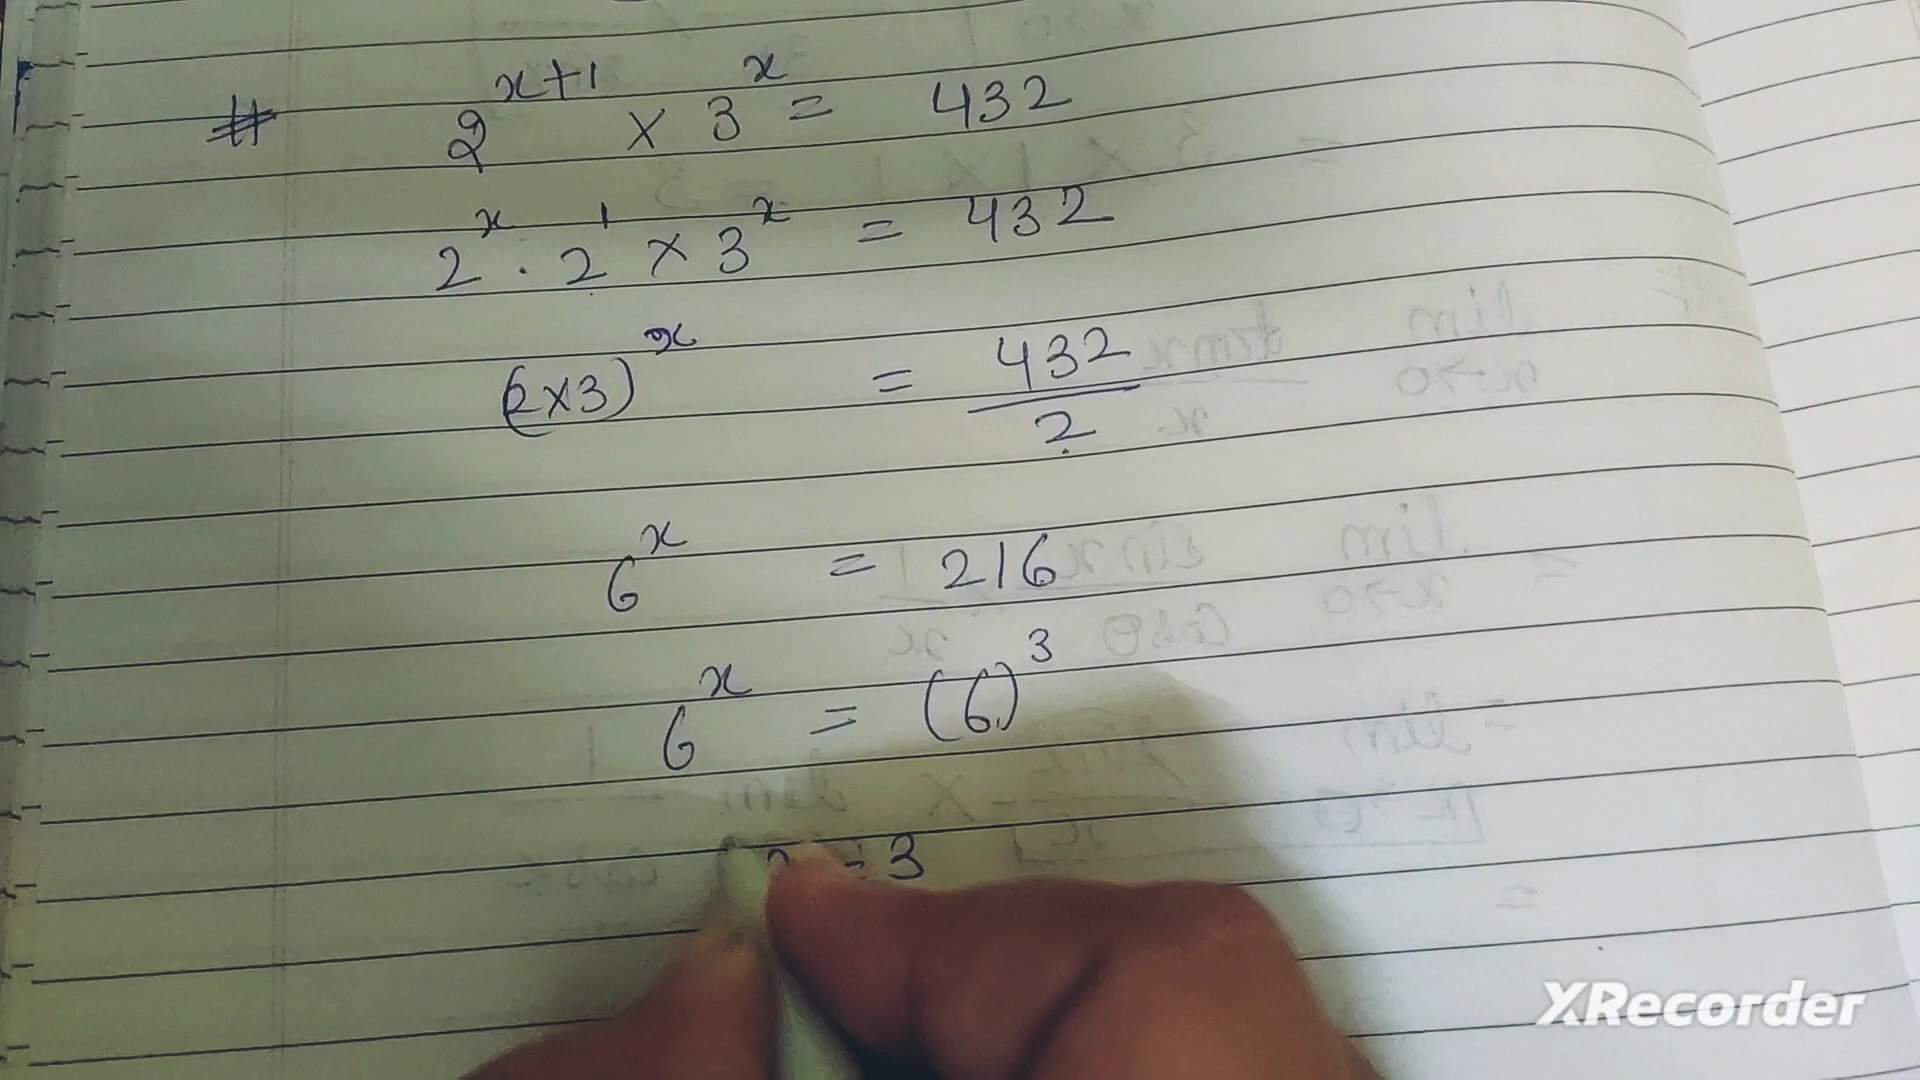 # 2^{x+1} × 3^x = 432
2^x · 2^1 × 3^x = 432
(2×3)^x = 432/2
6^x = 216
6^x = (6)^3
= 3
XRecorder